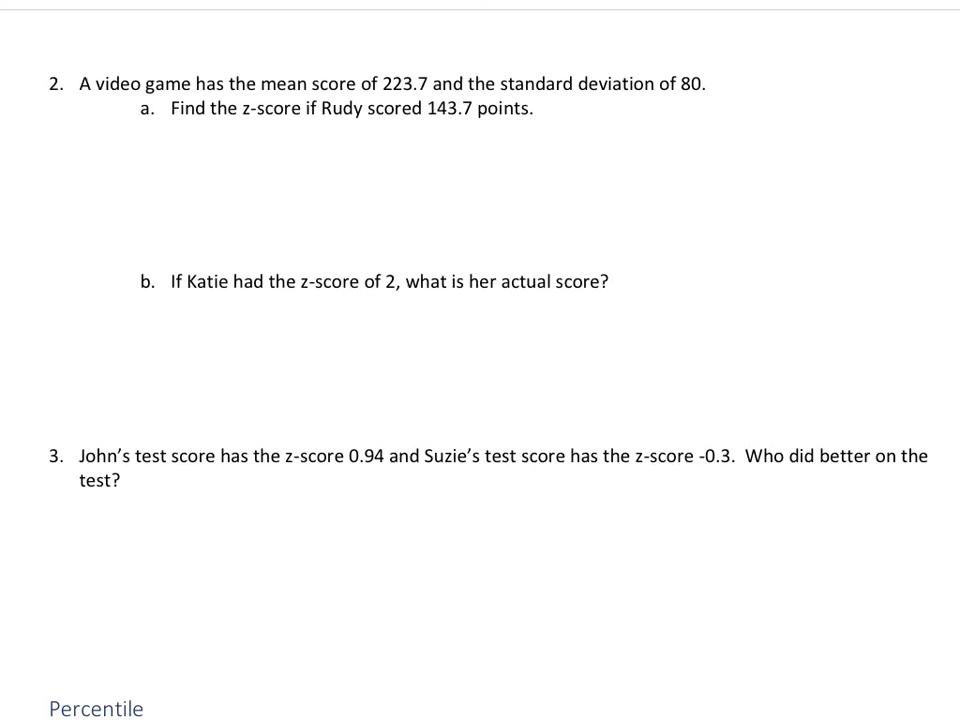 2. A video game has the mean score of 223.7 and the standard deviation of 80.
a. Find the z-score if Rudy scored 143.7 points.
b. If Katie had the z-score of 2, what is her actual score?
3. John’s test score has the z-score 0.94 and Suzie’s test score has the z-score -0.3. Who did better on the
test?
Percentile